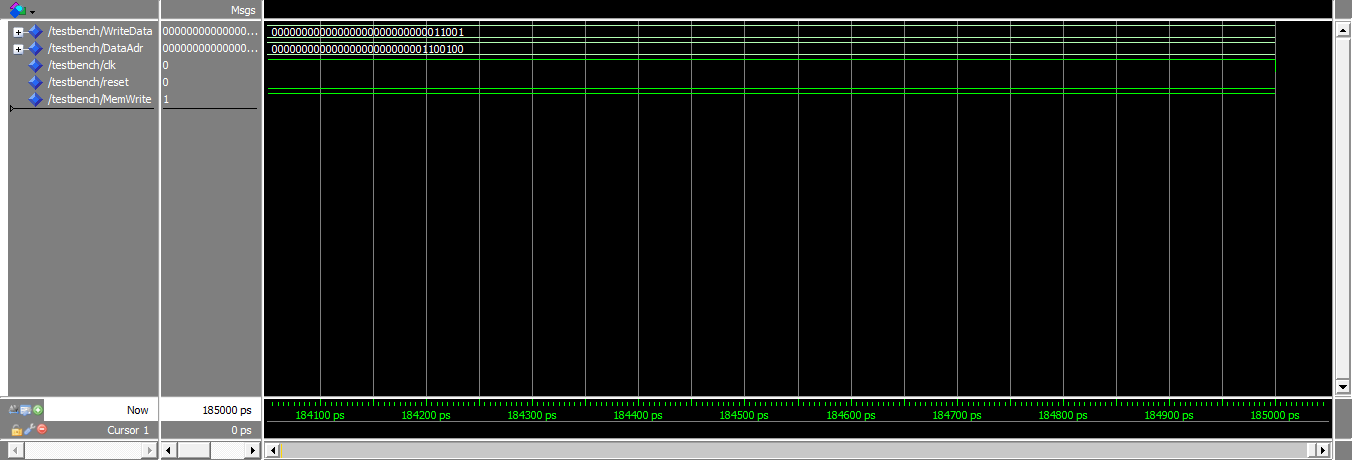 Msgs
/testbench/WriteData 00000000000000... 00000000000000000000000000011001
/testbench/DataAdr 00000000000000... 00000000000000000000000001100100
/testbench/clk 0
/testbench/reset 0
/testbench/MemWrite 1
Now 185000 ps 184100 ps 184200 ps 184300 ps 184400 ps 184500 ps 184600 ps 184700 ps 184800 ps 184900 ps 185000 ps
Cursor 1 0 ps